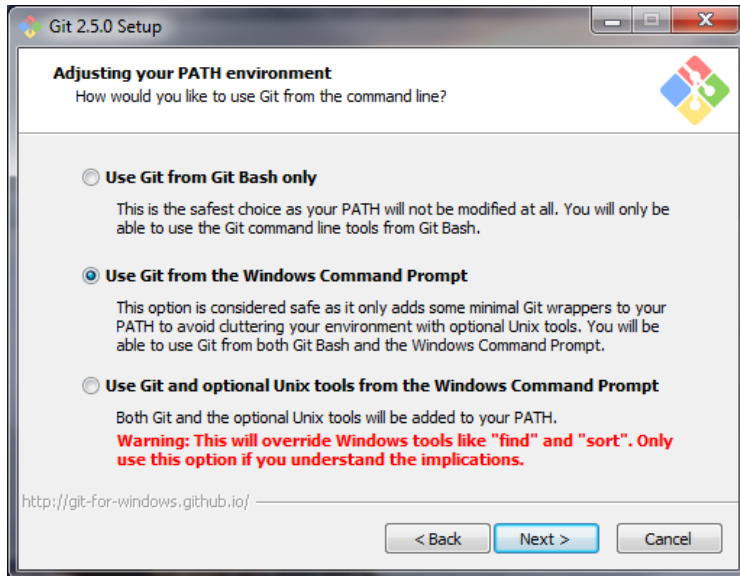 Git 2.5.0 Setup
Adjusting your PATH environment
How would you like to use Git from the command line?
Use Git from Git Bash only
This is the safest choice as your PATH will not be modified at all. You will only be
able to use the Git command line tools from Git Bash.
Use Git from the Windows Command Prompt
This option is considered safe as it only adds some minimal Git wrappers to your
PATH to avoid cluttering your environment with optional Unix tools. You will be
able to use Git from both Git Bash and the Windows Command Prompt.
Use Git and optional Unix tools from the Windows Command Prompt
Both Git and the optional Unix tools will be added to your PATH.
Warning: This will override Windows tools like "find" and "sort". Only
use this option if you understand the implications.
http://git-for-windows.github.io/
< Back Next > Cancel